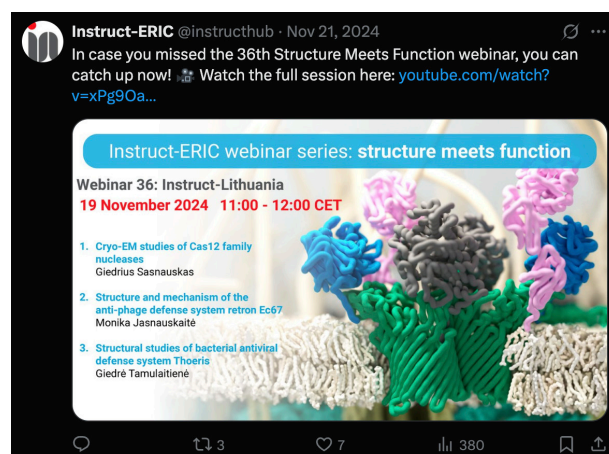 Instruct-ERIC @instructhub · Nov 21, 2024
In case you missed the 36th Structure Meets Function webinar, you can
catch up now! 🎥 Watch the full session here: youtube.com/watch?
v=xPg9Oa...
Instruct-ERIC webinar series: structure meets function
Webinar 36: Instruct-Lithuania
19 November 2024 11:00 - 12:00 CET
1. Cryo-EM studies of Cas12 family
nucleases
Giedrius Sasnauskas
2. Structure and mechanism of the
anti-phage defense system retron Ec67
Monika Jasnauskaitė
3. Structural studies of bacterial antiviral
defense system Thoeris
Giedrė Tamulaitienė
3 7 380